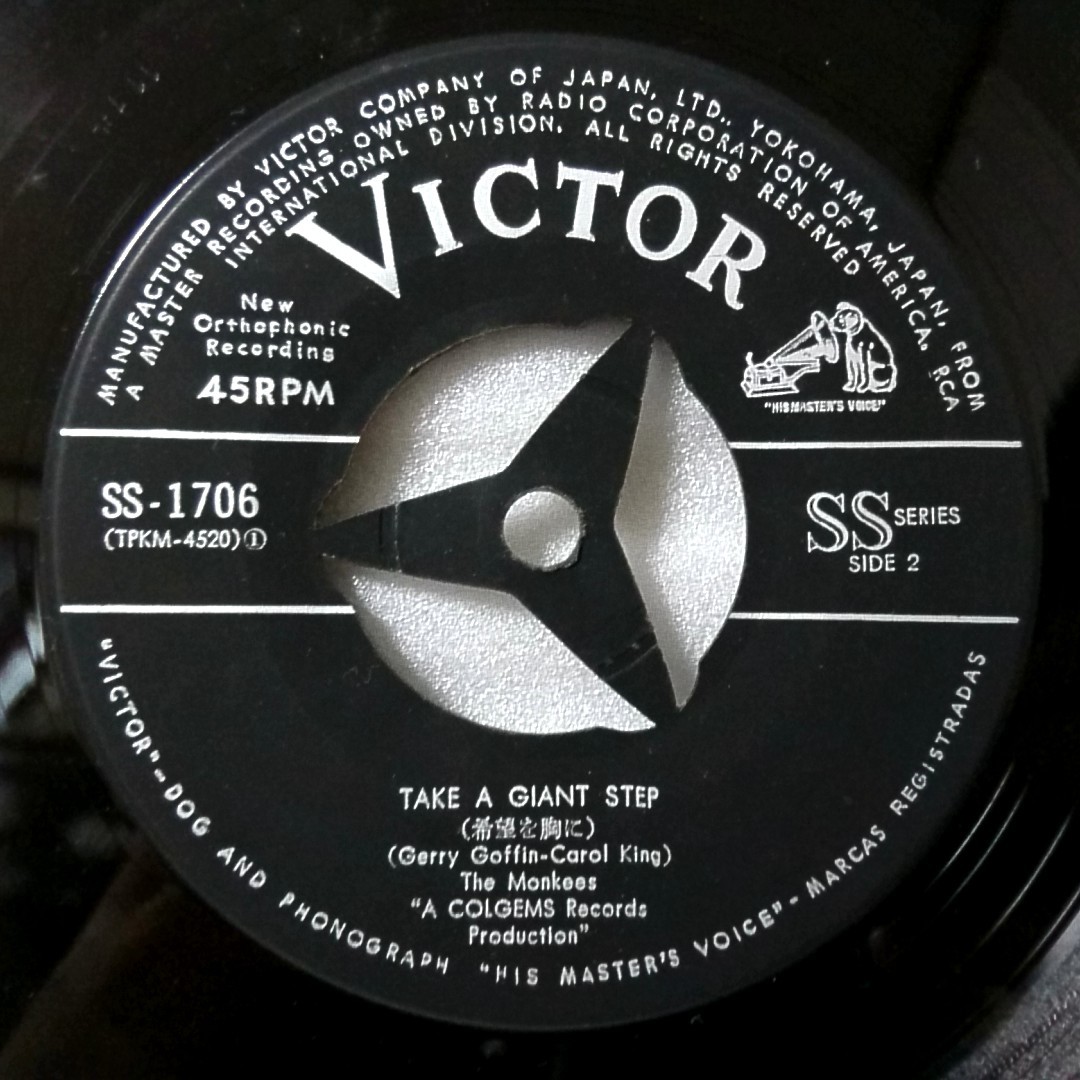 MANUFACTURED BY VICTOR COMPANY OF JAPAN, LTD., YOKOHAMA, JAPAN, FROM
A MASTER RECORDING OWNED BY RADIO CORPORATION OF AMERICA, RCA
INTERNATIONAL DIVISION. ALL RIGHTS RESERVED
VICTOR
New
Orthophonic
Recording
45RPM
"HIS MASTER'S VOICE"
SS-1706
(TPKM-4520)①
SS SERIES
SIDE 2
TAKE A GIANT STEP
(希望を胸に)
(Gerry Goffin-Carol King)
The Monkees
"A COLGEMS Records
Production"
"VICTOR"-DOG AND PHONOGRAPH "HIS MASTER'S VOICE"-MARCAS REGISTRADAS